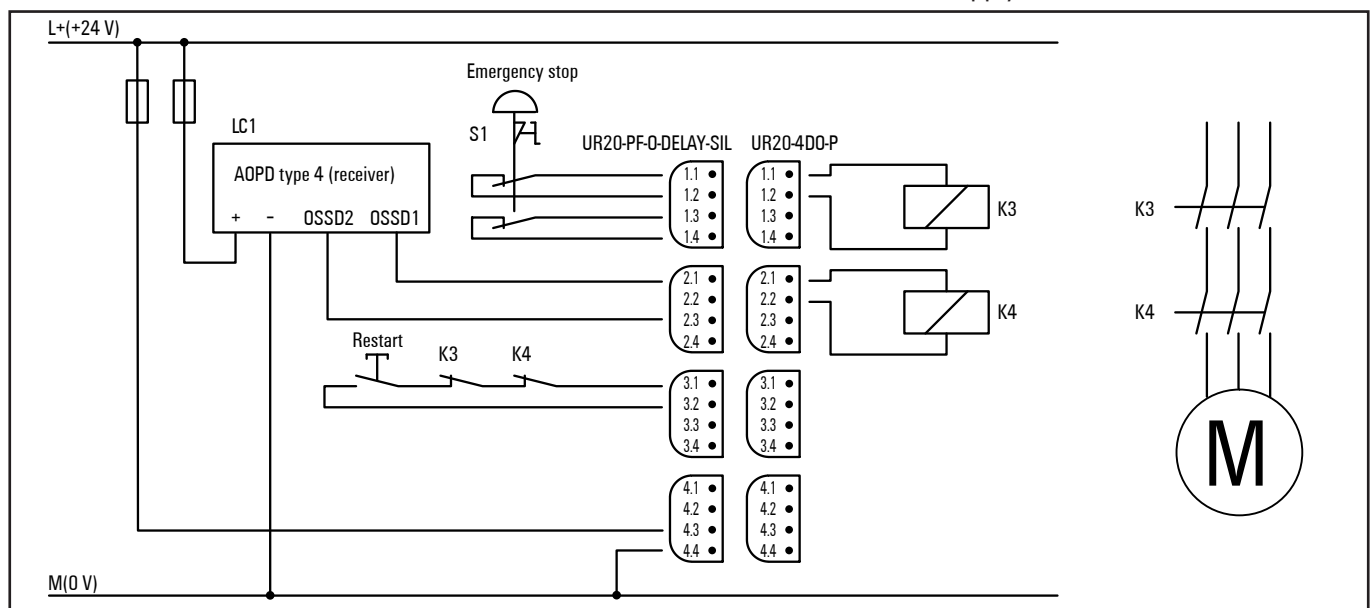 L+(+24 V)
Emergency stop
LC1
S1
UR20-PF-O-DELAY-SIL
UR20-4DO-P
AOPD type 4 (receiver)
+ - OSSD2 OSSD1
1.1
1.2
1.3
1.4
1.1
1.2
1.3
1.4
K3
K3
2.1
2.2
2.3
2.4
2.1
2.2
2.3
2.4
K4
K4
Restart
K3
K4
3.1
3.2
3.3
3.4
3.1
3.2
3.3
3.4
M
4.1
4.2
4.3
4.4
4.1
4.2
4.3
4.4
M(0 V)